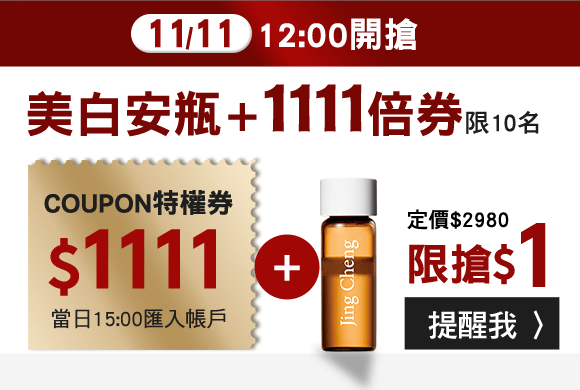 11/11 12:00開搶
美白安瓶+1111倍券限10名
COUPON特權券
$1111
當日15:00匯入帳戶
+
Jing Cheng
定價$2980
限搶$1
提醒我 〉